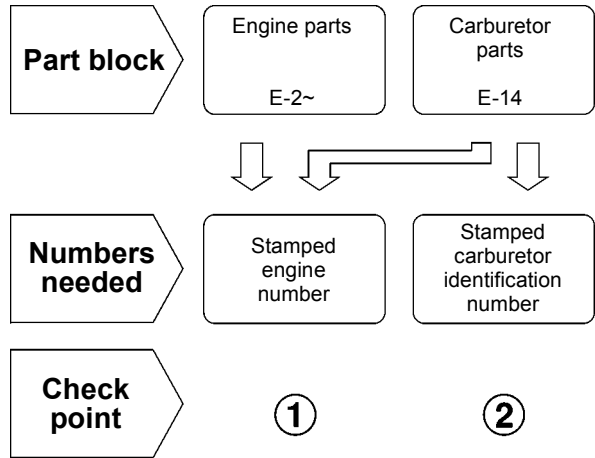 Part block
Engine parts
E-2~
Carburetor
parts
E-14
Numbers
needed
Stamped
engine
number
Stamped
carburetor
identification
number
Check
point
①
②